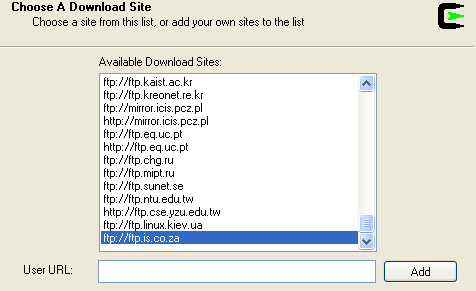 Choose A Download Site
Choose a site from this list, or add your own sites to the list
Available Download Sites:
ftp://ftp.kaist.ac.kr
ftp://ftp.kreonet.re.kr
ftp://mirror.icis.pcz.pl
http://mirror.icis.pcz.pl
ftp://ftp.eq.uc.pt
http://ftp.eq.uc.pt
ftp://ftp.chg.ru
ftp://ftp.mipt.ru
ftp://ftp.sunet.se
ftp://ftp.ntu.edu.tw
http://ftp.cse.yzu.edu.tw
ftp://ftp.linux.kiev.ua
ftp://ftp.is.co.za
User URL:
Add